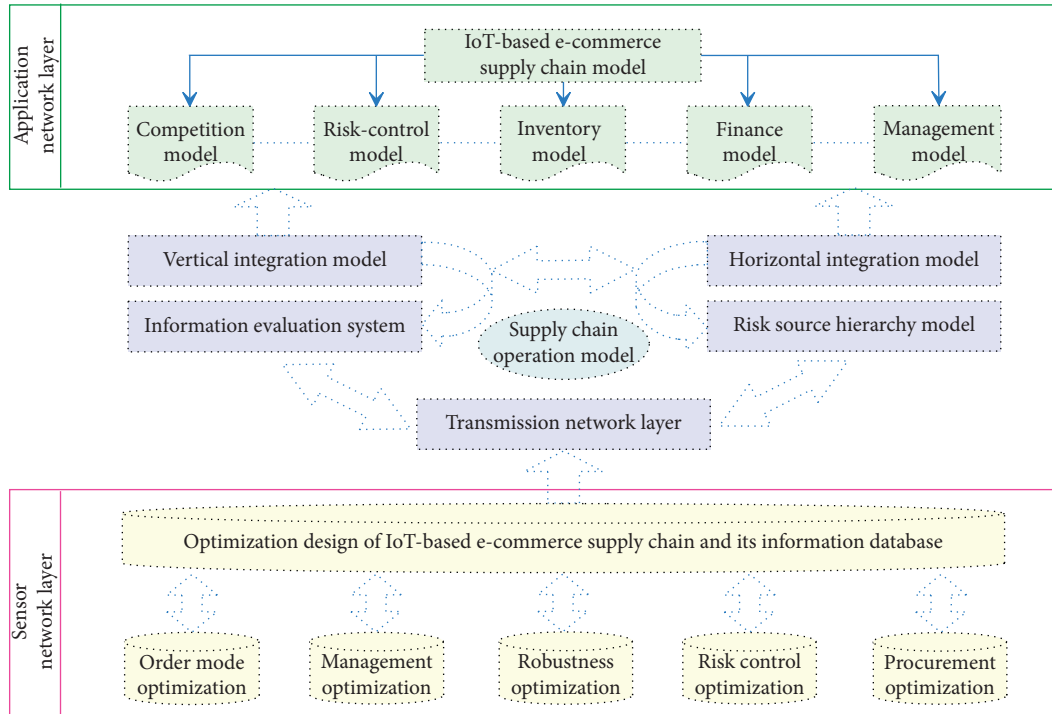 Application
network layer
IoT-based e-commerce
supply chain model
Competition
model
Risk-control
model
Inventory
model
Finance
model
Management
model
Vertical integration model
Horizontal integration model
Information evaluation system
Supply chain
operation model
Risk source hierarchy model
Transmission network layer
Sensor
network layer
Optimization design of IoT-based e-commerce supply chain and its information database
Order mode
optimization
Management
optimization
Robustness
optimization
Risk control
optimization
Procurement
optimization